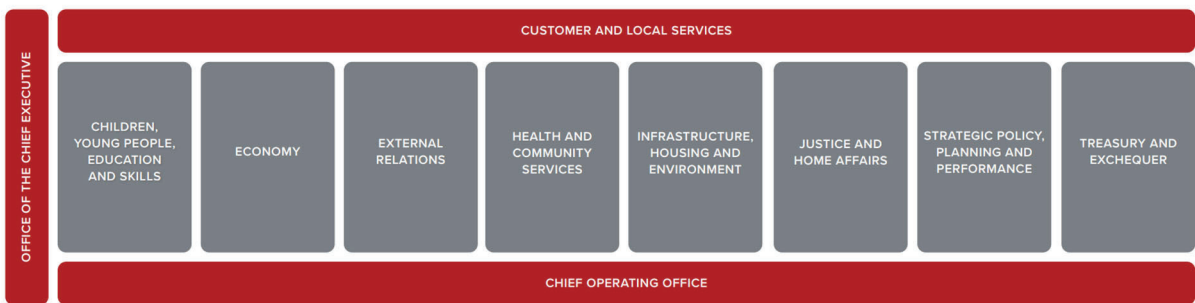 OFFICE OF THE CHIEF EXECUTIVE
CUSTOMER AND LOCAL SERVICES
CHILDREN,
YOUNG PEOPLE,
EDUCATION
AND SKILLS
ECONOMY
EXTERNAL
RELATIONS
HEALTH AND
COMMUNITY
SERVICES
INFRASTRUCTURE,
HOUSING AND
ENVIRONMENT
JUSTICE AND
HOME AFFAIRS
STRATEGIC POLICY,
PLANNING AND
PERFORMANCE
TREASURY AND
EXCHEQUER
CHIEF OPERATING OFFICE